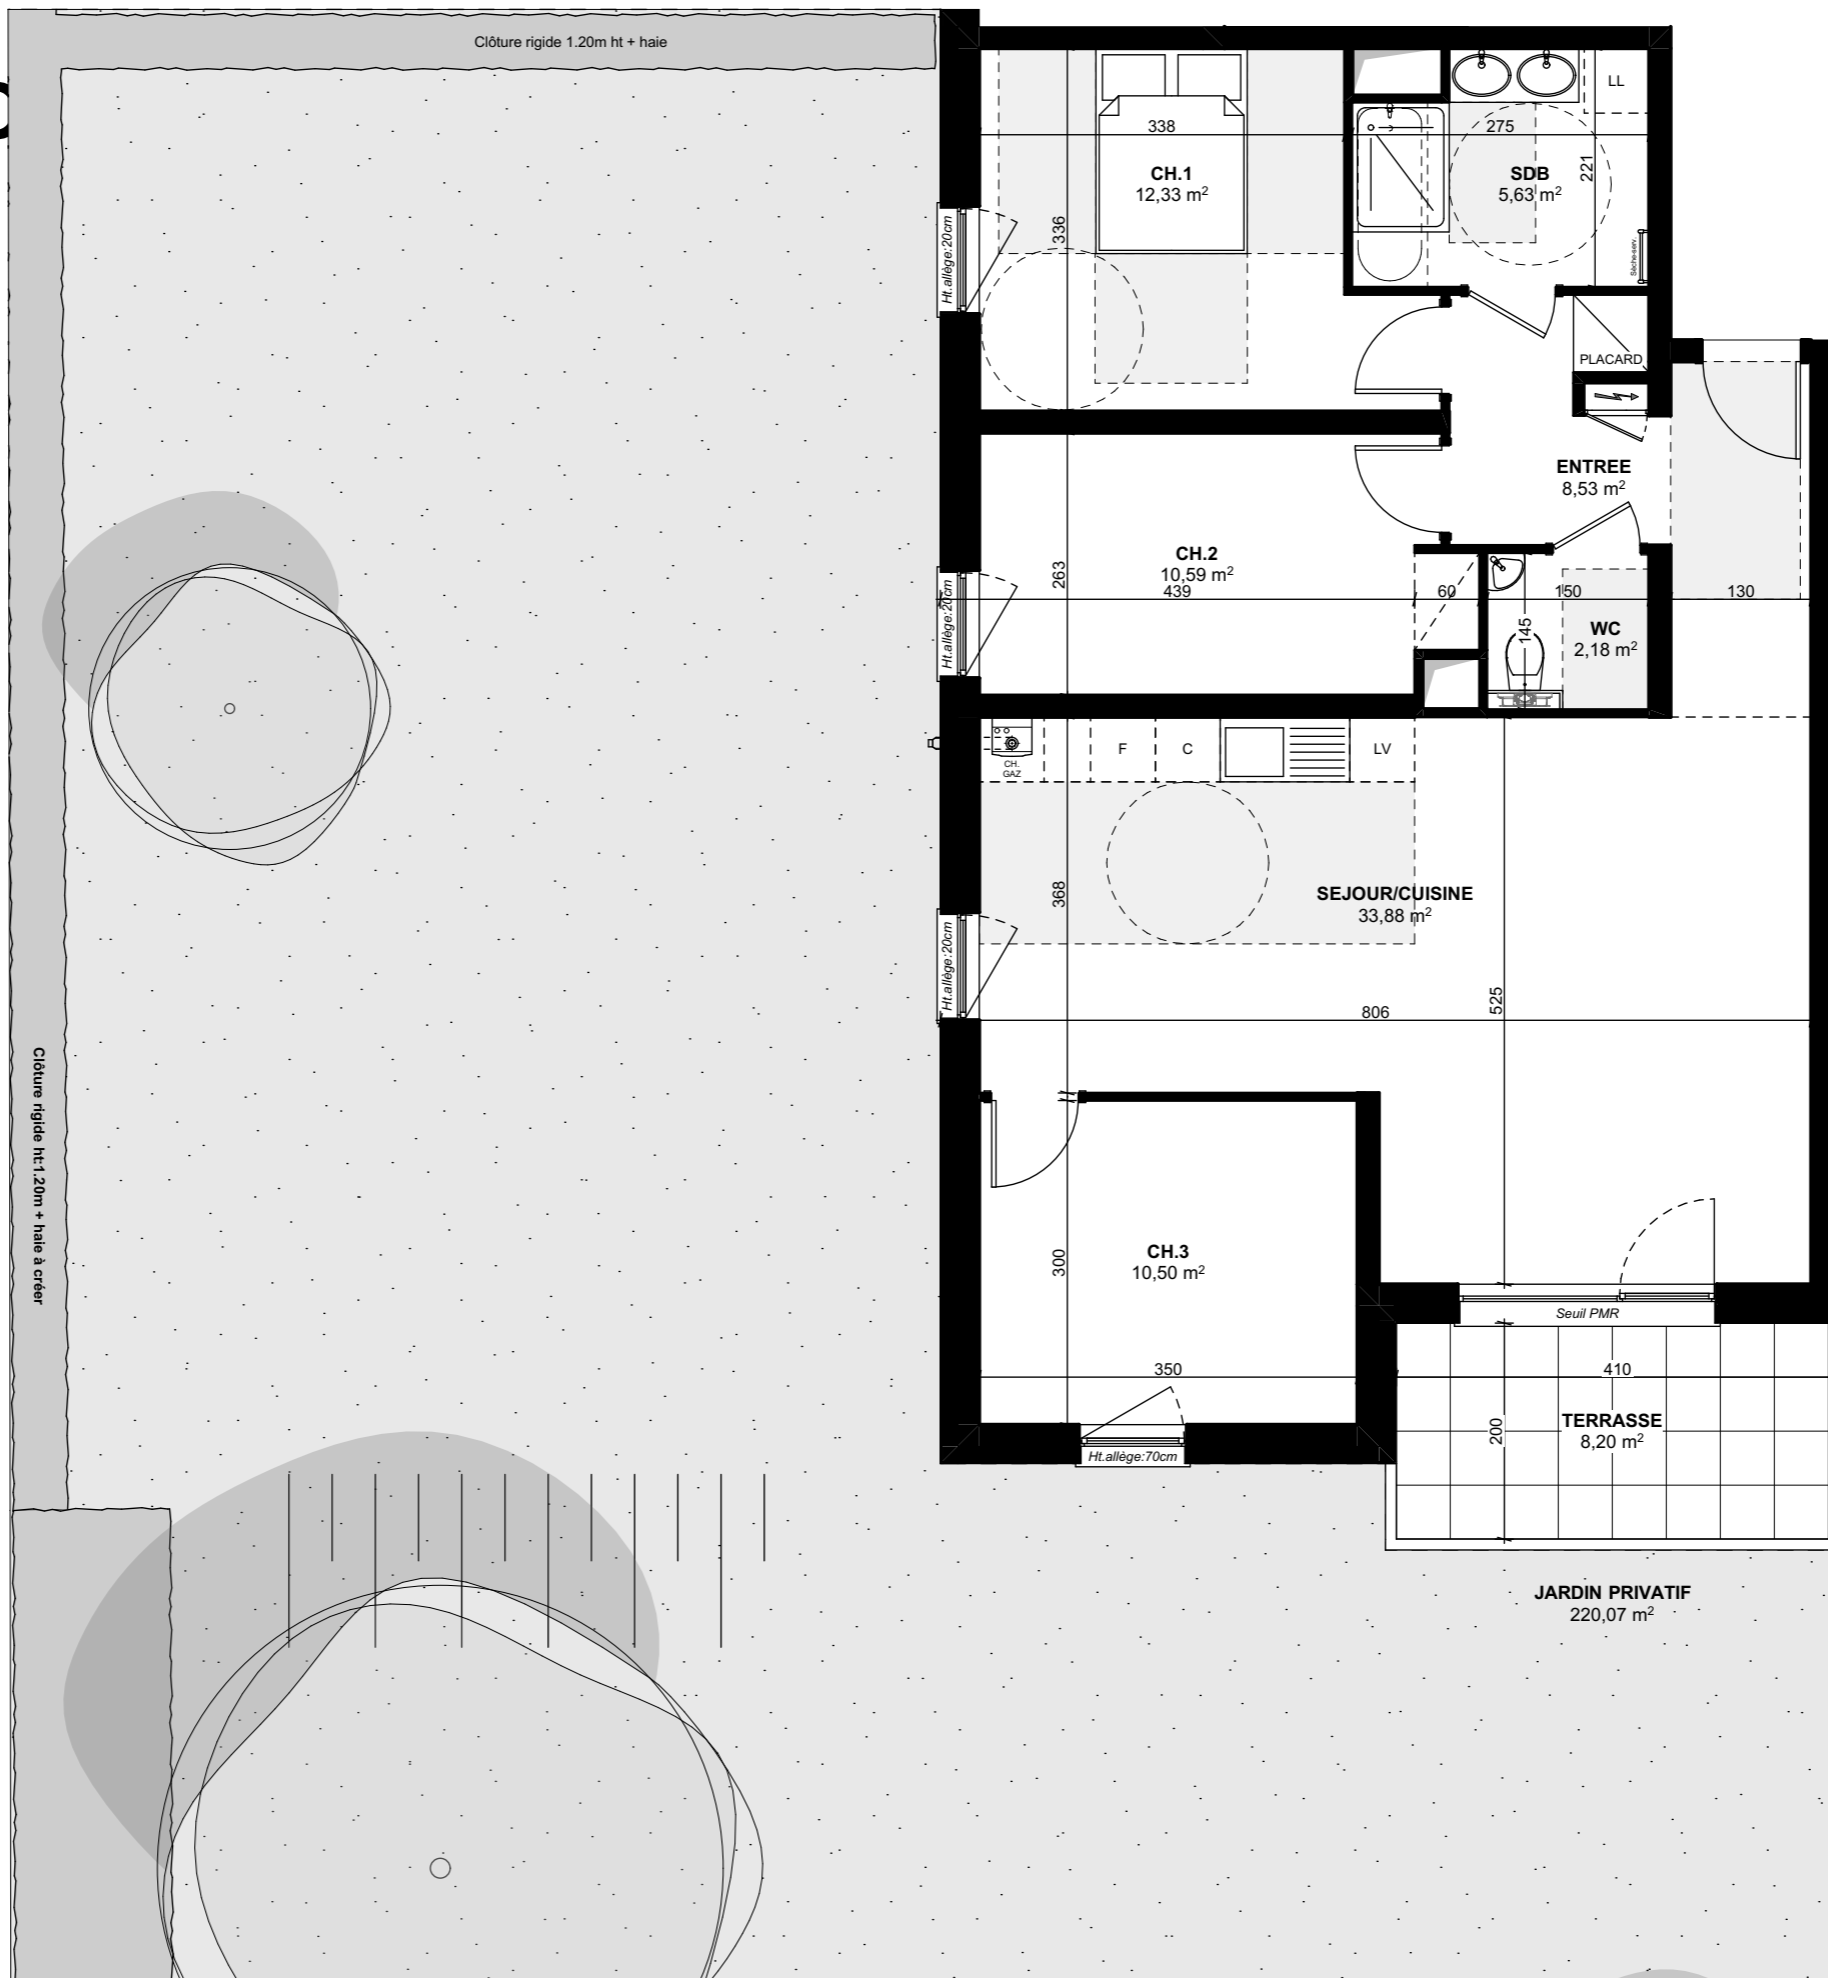 Clôture rigide 1.20m ht + haie
LL
338
275
CH.1
12,33 m²
221
SDB
5,63 m²
336
Ht.allège:20cm
Sèche-serv.
PLACARD
ENTREE
8,53 m²
CH.2
10,59 m²
263
439
60
150
130
Ht.allège:20cm
145
WC
2,18 m²
F
C
LV
CH.
GAZ
368
SEJOUR/CUISINE
33,88 m²
Ht.allège:20cm
525
806
Clôture rigide ht:1.20m + haie à créer
CH.3
10,50 m²
300
Seuil PMR
350
410
200
TERRASSE
8,20 m²
Ht.allège:70cm
JARDIN PRIVATIF
220,07 m²